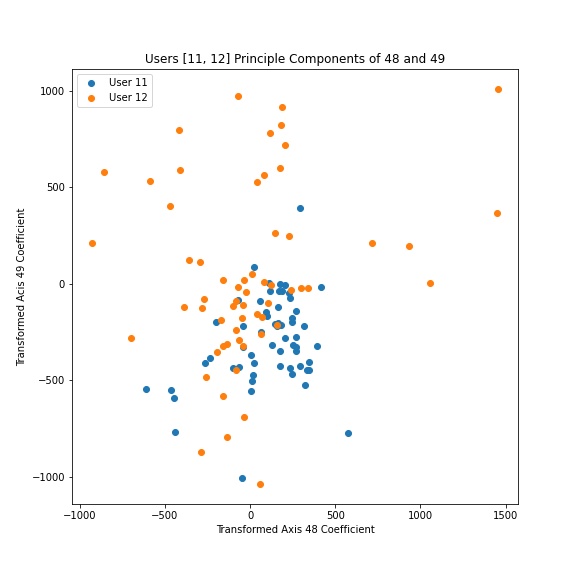 Users [11, 12] Principle Components of 48 and 49
User 11
User 12
Transformed Acis 49 Coefficient
1000
500
0
−500
−1000
−1000
−500
0
500
1000
1500
Transformed Axis 48 Coefficient